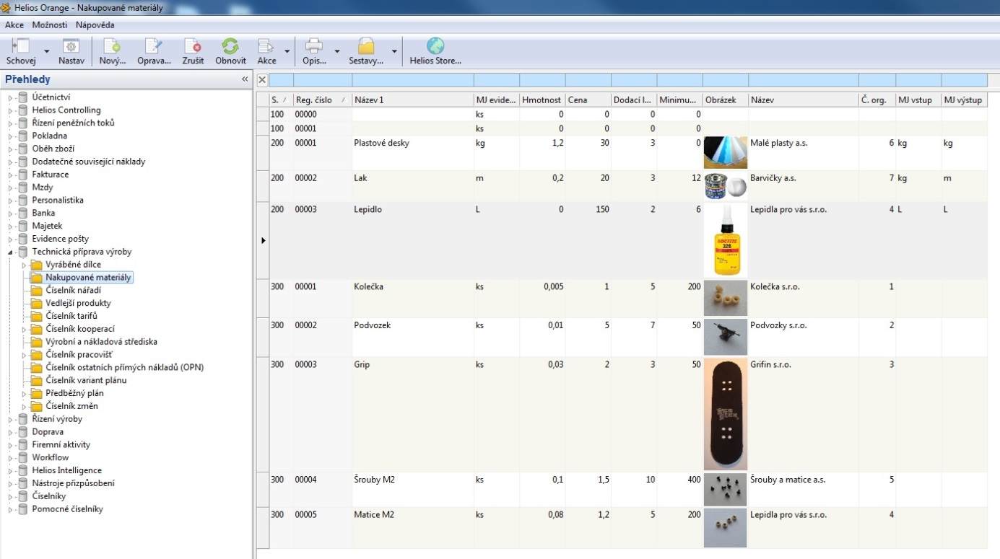 Helios Orange - Nakupované materiály
Akce Možnosti Nápověda
Schovej Nastav Nový... Oprava... Zrušit Obnovit Akce Opis... Sestavy... Helios Store...
Přehledy «
Účetnictví
Helios Controlling
Řízení peněžních toků
Pokladna
Oběh zboží
Dodatečné související náklady
Fakturace
Mzdy
Personalistika
Banka
Majetek
Evidence pošty
Technická příprava výroby
Vyráběné dílce
Nakupované materiály
Číselník nářadí
Vedlejší produkty
Číselník tarifů
Číselník kooperací
Výrobní a nákladová střediska
Číselník pracovišť
Číselník ostatních přímých nákladů (OPN)
Číselník variant plánu
Předběžný plán
Číselník změn
Řízení výroby
Doprava
Firemní aktivity
Workflow
Helios Intelligence
Nástroje přizpůsobení
Číselníky
Pomocné číselníky
S. Reg. číslo Název 1 MJ evide... Hmotnost Cena Dodací l... Minimu... Obrázek Název Č. org. MJ vstup MJ výstup
100 00000 ks 0 0 0 0
100 00001 ks 0 0 0 0
200 00001 Plastové desky kg 1,2 30 3 0 Malé plasty a.s. 6 kg kg
200 00002 Lak m 0,2 20 3 12 Barvičky a.s. 7 kg m
200 00003 Lepidlo L 0 150 2 6 Lepidla pro vás s.r.o. 4 L L
LOCTITE
326
300 00001 Kolečka ks 0,005 1 5 200 Kolečka s.r.o. 1
300 00002 Podvozek ks 0,01 5 7 50 Podvozky s.r.o. 2
300 00003 Grip ks 0,03 2 3 50 Grifin s.r.o. 3
300 00004 Šrouby M2 ks 0,1 1,5 10 400 Šrouby a matice a.s. 5
300 00005 Matice M2 ks 0,08 1,2 5 200 Lepidla pro vás s.r.o. 4